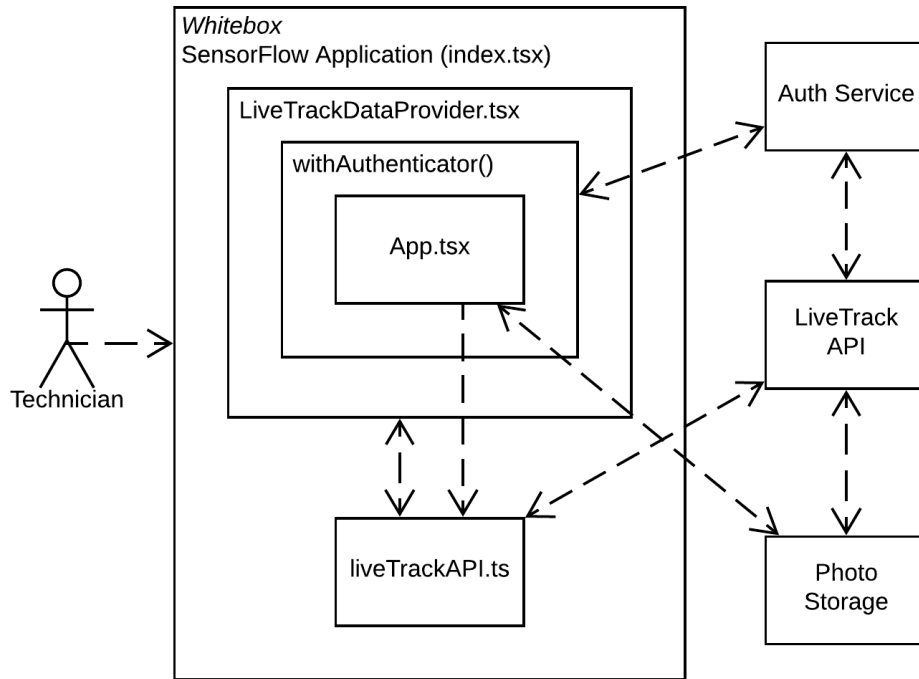 Whitebox
SensorFlow Application (index.tsx)
LiveTrackDataProvider.tsx
withAuthenticator()
App.tsx
liveTrackAPI.ts
Technician
Auth Service
LiveTrack
API
Photo
Storage